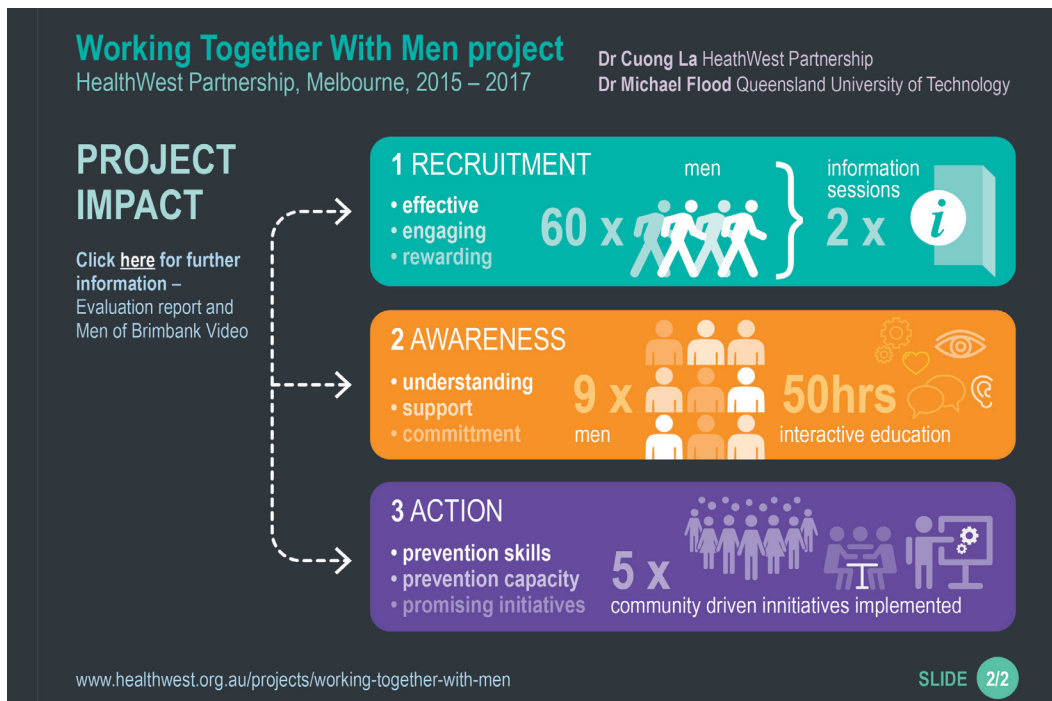 Working Together With Men project
HealthWest Partnership, Melbourne, 2015 – 2017
Dr Cuong La HeathWest Partnership
Dr Michael Flood Queensland University of Technology
PROJECT
IMPACT
Click here for further
information –
Evaluation report and
Men of Brimbank Video
1 RECRUITMENT
• effective
• engaging
• rewarding
60 x
men
information
sessions
2 x
i
2 AWARENESS
• understanding
• support
• committment
9 x
men
50hrs
interactive education
3 ACTION
• prevention skills
• prevention capacity
• promising initiatives
5 x
community driven innitiatives implemented
www.healthwest.org.au/projects/working-together-with-men
SLIDE 2/2